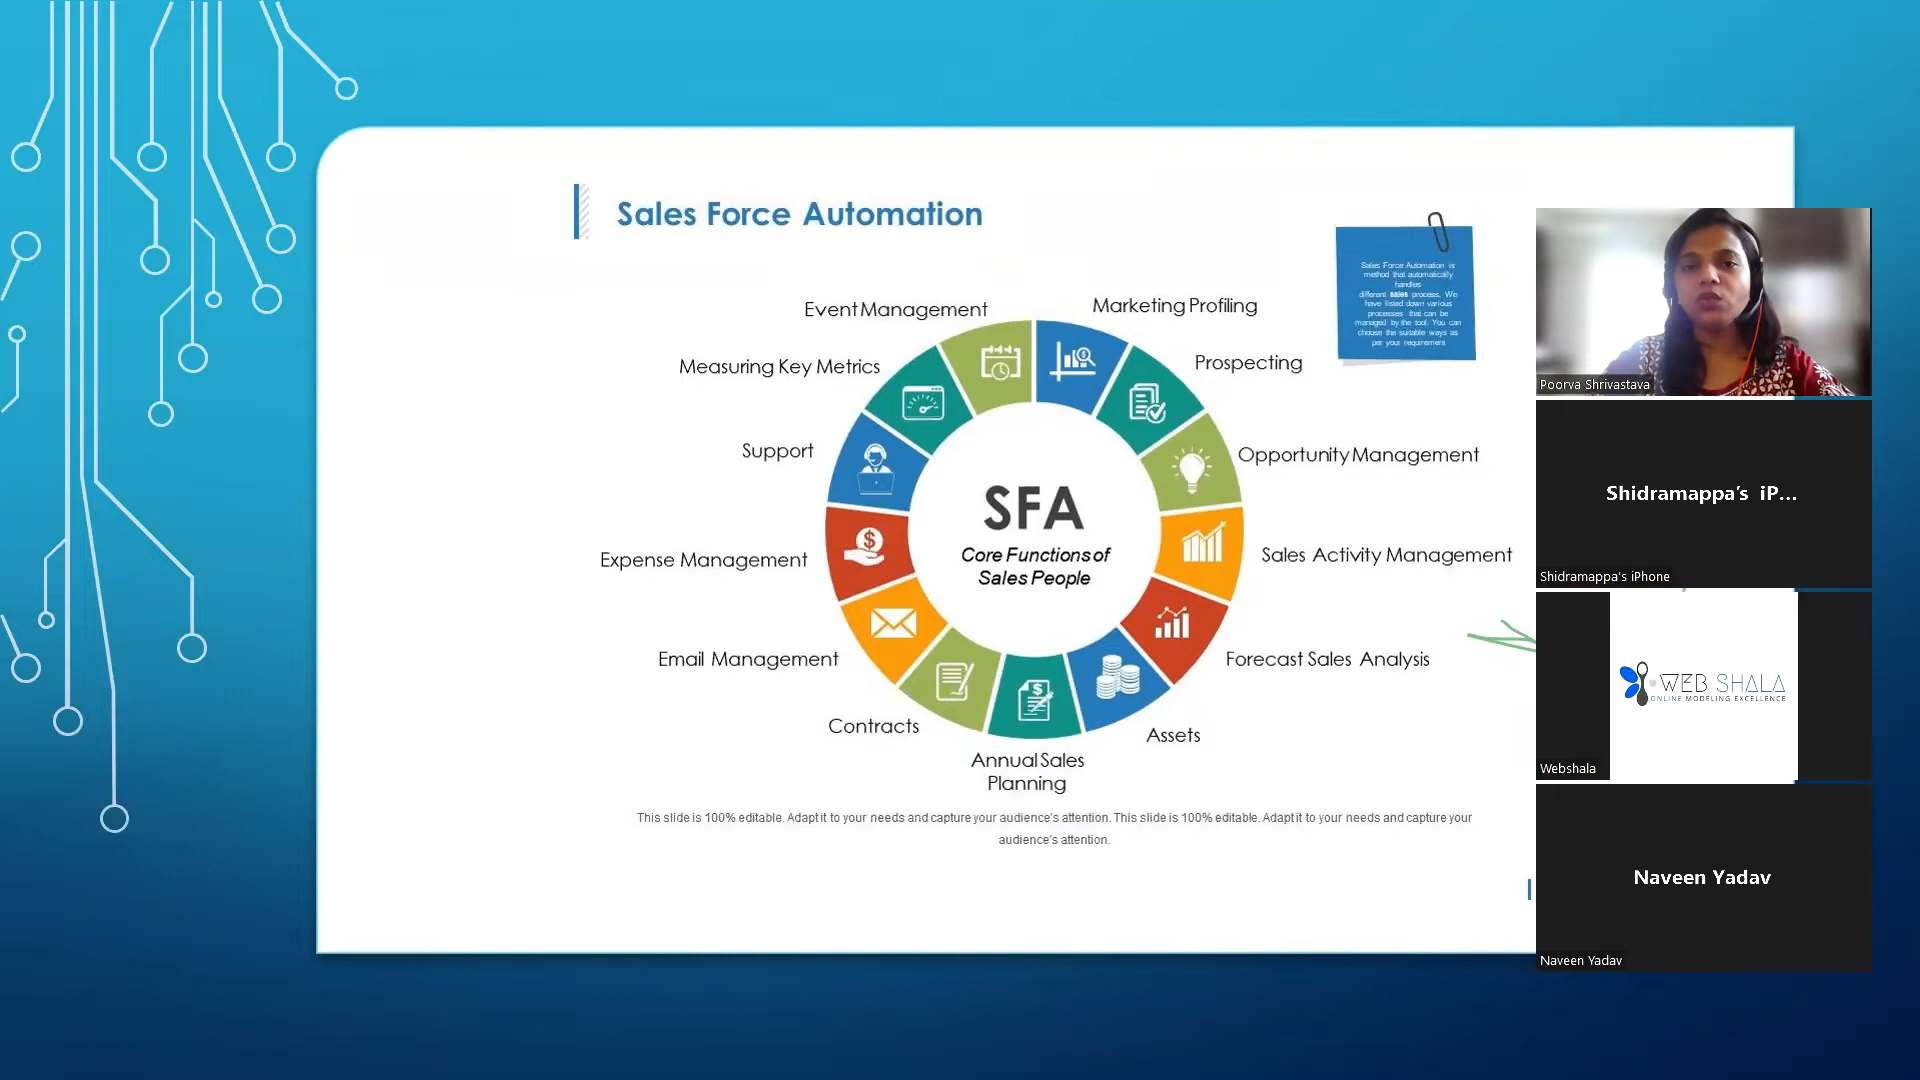 Sales Force Automation
Sales Force Automation is
method that automatically
handles
different sales process. We
have listed down various
processes that can be
managed by the tool. You can
choose the suitable ways as
per your requirement
Event Management
Marketing Profiling
Measuring Key Metrics
Prospecting
Support
Opportunity Management
SFA
Core Functions of
Sales People
Expense Management
Sales Activity Management
Email Management
Forecast Sales Analysis
Contracts
Assets
Annual Sales
Planning
This slide is 100% editable. Adapt it to your needs and capture your audience's attention. This slide is 100% editable. Adapt it to your needs and capture your
audience's attention.
Poorva Shrivastava
Shidramappa's iP...
Shidramappa's iPhone
WEB SHALA
ONLINE MODELING EXCELLENCE
Webshala
Naveen Yadav
Naveen Yadav